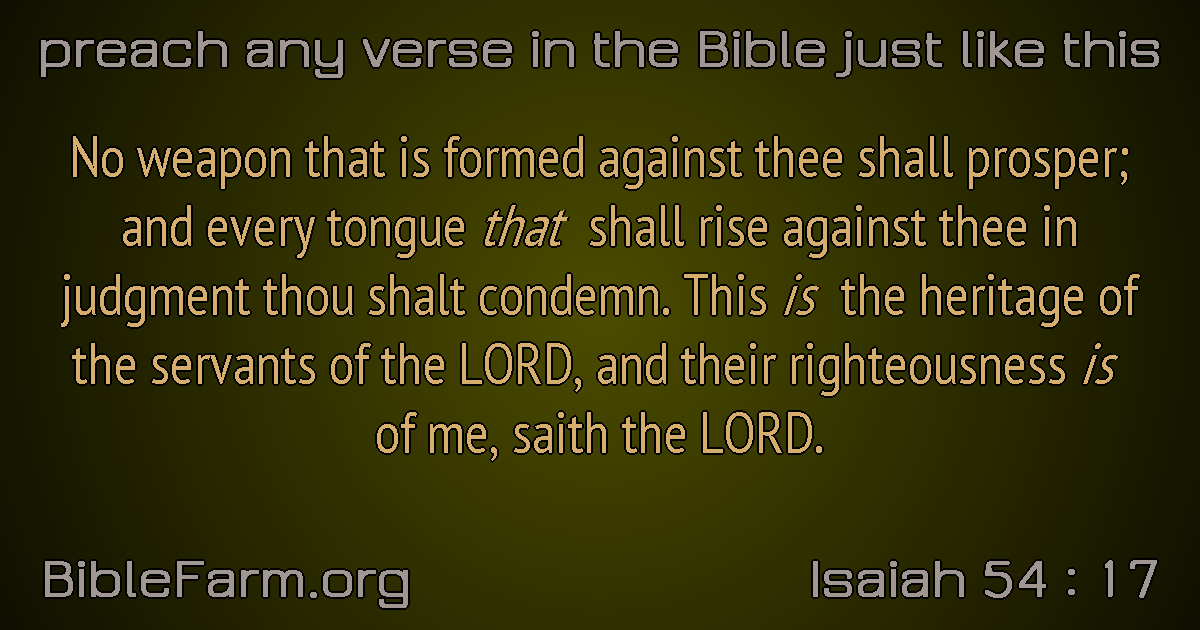 preach any verse in the Bible just like this
No weapon that is formed against thee shall prosper;
and every tongue that shall rise against thee in
judgment thou shalt condemn. This is the heritage of
the servants of the LORD, and their righteousness is
of me, saith the LORD.
BibleFarm.org
Isaiah 54 : 17